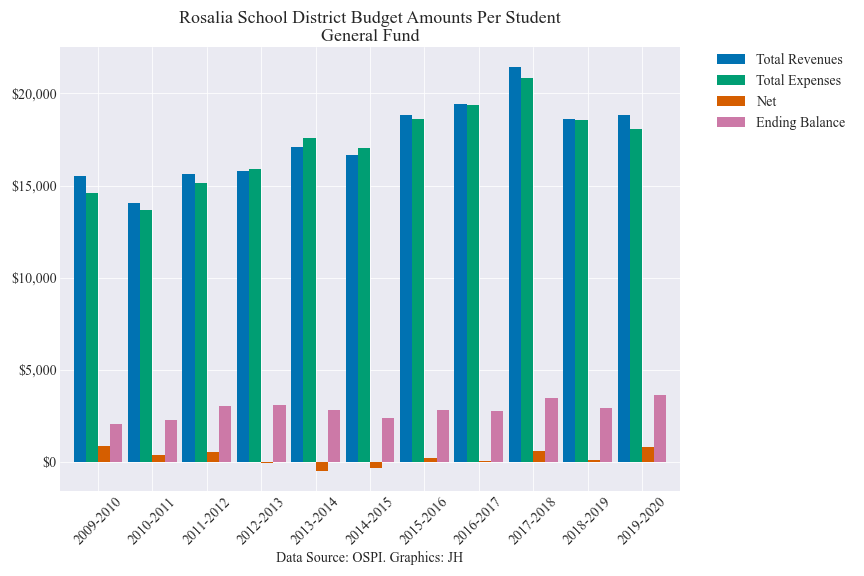 Rosalia School District Budget Amounts Per Student
General Fund
Total Revenues
Total Expenses
Net
Ending Balance
$20,000
$15,000
$10,000
$5,000
$0
2009-2010
2010-2011
2011-2012
2012-2013
2013-2014
2014-2015
2015-2016
2016-2017
2017-2018
2018-2019
2019-2020
Data Source: OSPI. Graphics: JH